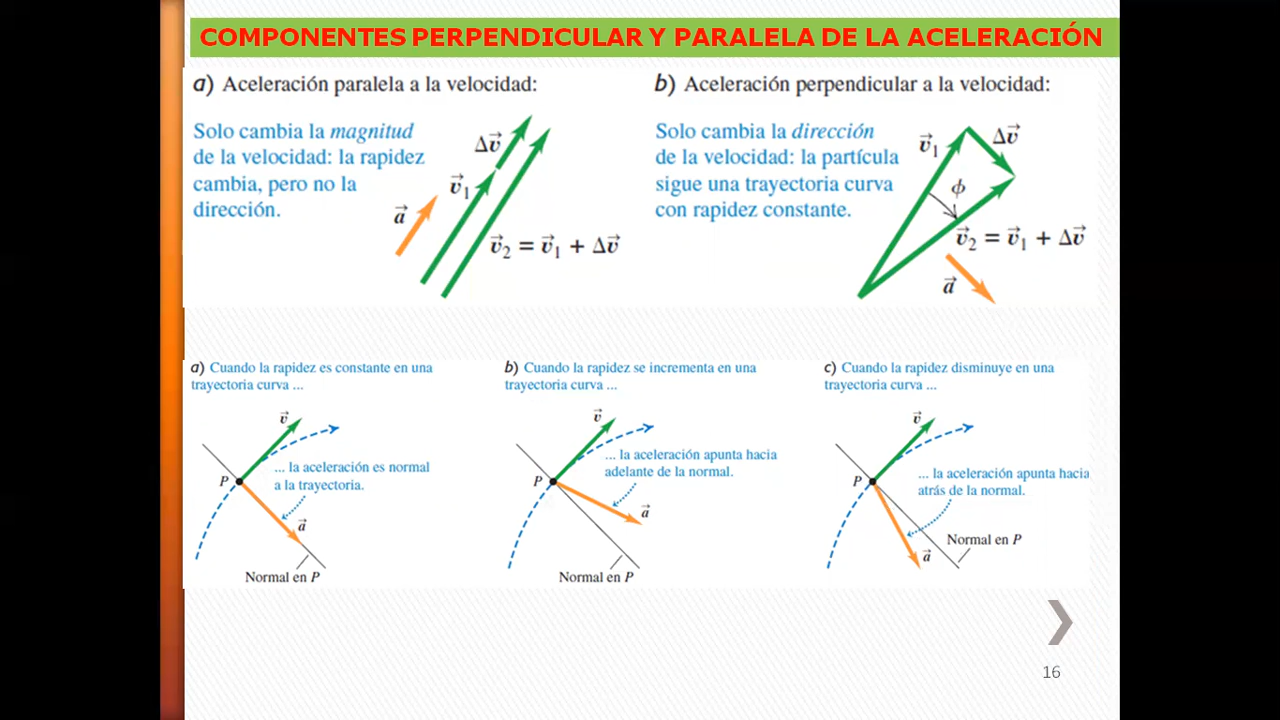 COMPONENTES PERPENDICULAR Y PARALELA DE LA ACELERACIÓN
a) Aceleración paralela a la velocidad:
Solo cambia la magnitud
de la velocidad: la rapidez
cambia, pero no la
dirección.
Δv⃗
v⃗₁
a⃗
v⃗₂ = v⃗₁ + Δv⃗
b) Aceleración perpendicular a la velocidad:
Solo cambia la dirección
de la velocidad: la partícula
sigue una trayectoria curva
con rapidez constante.
v⃗₁
Δv⃗
ϕ
v⃗₂ = v⃗₁ + Δv⃗
a⃗
a) Cuando la rapidez es constante en una
trayectoria curva ...
v⃗
... la aceleración es normal
a la trayectoria.
P
a⃗
Normal en P
b) Cuando la rapidez se incrementa en una
trayectoria curva ...
v⃗
... la aceleración apunta hacia
adelante de la normal.
P
a⃗
Normal en P
c) Cuando la rapidez disminuye en una
trayectoria curva ...
v⃗
... la aceleración apunta hacia
atrás de la normal.
P
Normal en P
a⃗
16